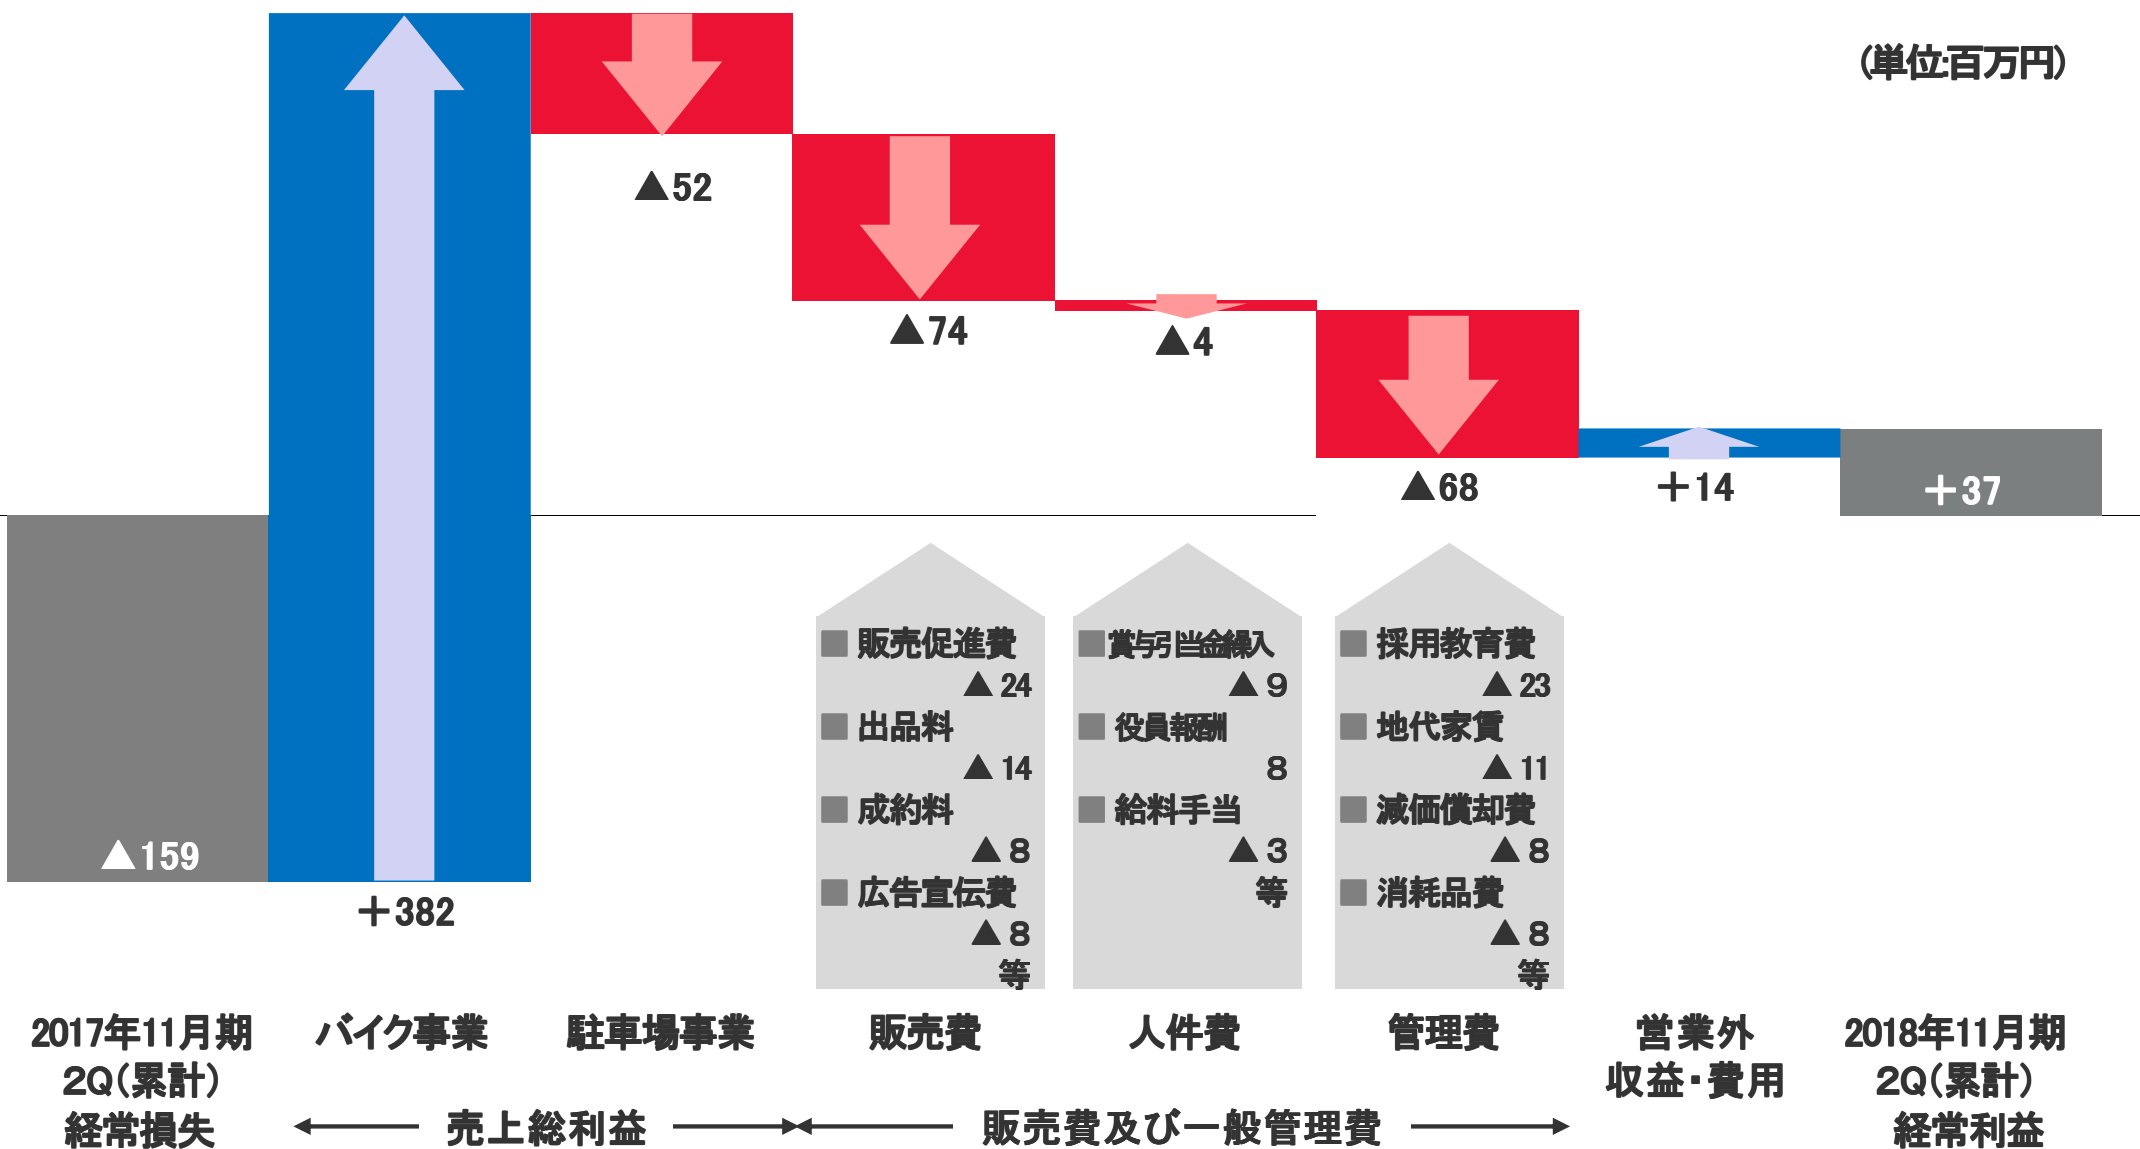 (単位:百万円)
▲52
▲74
▲4
▲68
＋14
＋37
▲159
＋382
■ 販売促進費
▲ 24
■ 出品料
▲ 14
■ 成約料
▲ 8
■ 広告宣伝費
▲ 8
等
■ 賞与引当金繰入
▲ 9
■ 役員報酬
8
■ 給料手当
▲ 3
等
■ 採用教育費
▲ 23
■ 地代家賃
▲ 11
■ 減価償却費
▲ 8
■ 消耗品費
▲ 8
等
2017年11月期
2Q(累計)
経常損失
バイク事業
駐車場事業
販売費
人件費
管理費
営業外
収益・費用
2018年11月期
2Q(累計)
経常利益
売上総利益
販売費及び一般管理費